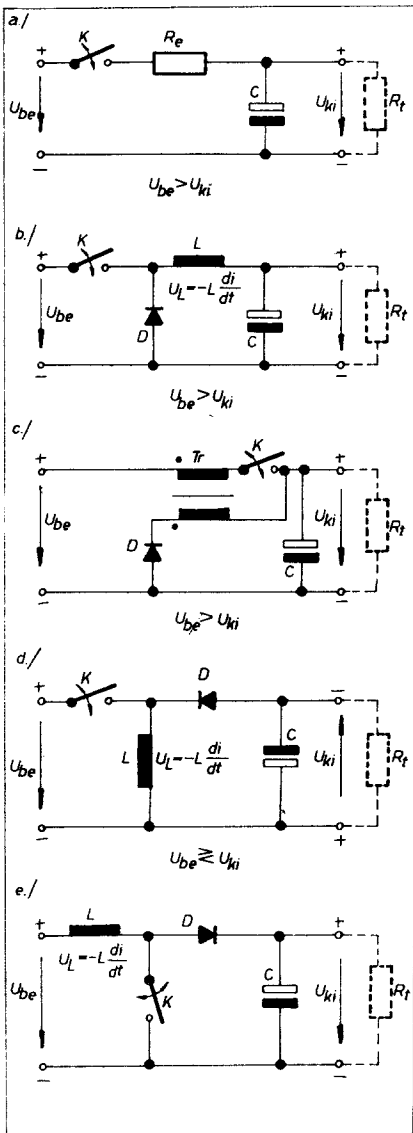 a./
+ K R_e +
U_be C U_ki R_t
− −
U_be > U_ki
b./
+ K L +
U_L = −L di/dt
U_be D C U_ki R_t
− −
U_be > U_ki
c./
+ Tr K +
U_be D C U_ki R_t
− −
U_be > U_ki
d./
+ K D −
U_be L U_L = −L di/dt C U_ki R_t
− +
U_be ≷ U_ki
e./
+ L D +
U_L = −L di/dt
U_be K C U_ki R_t
− −